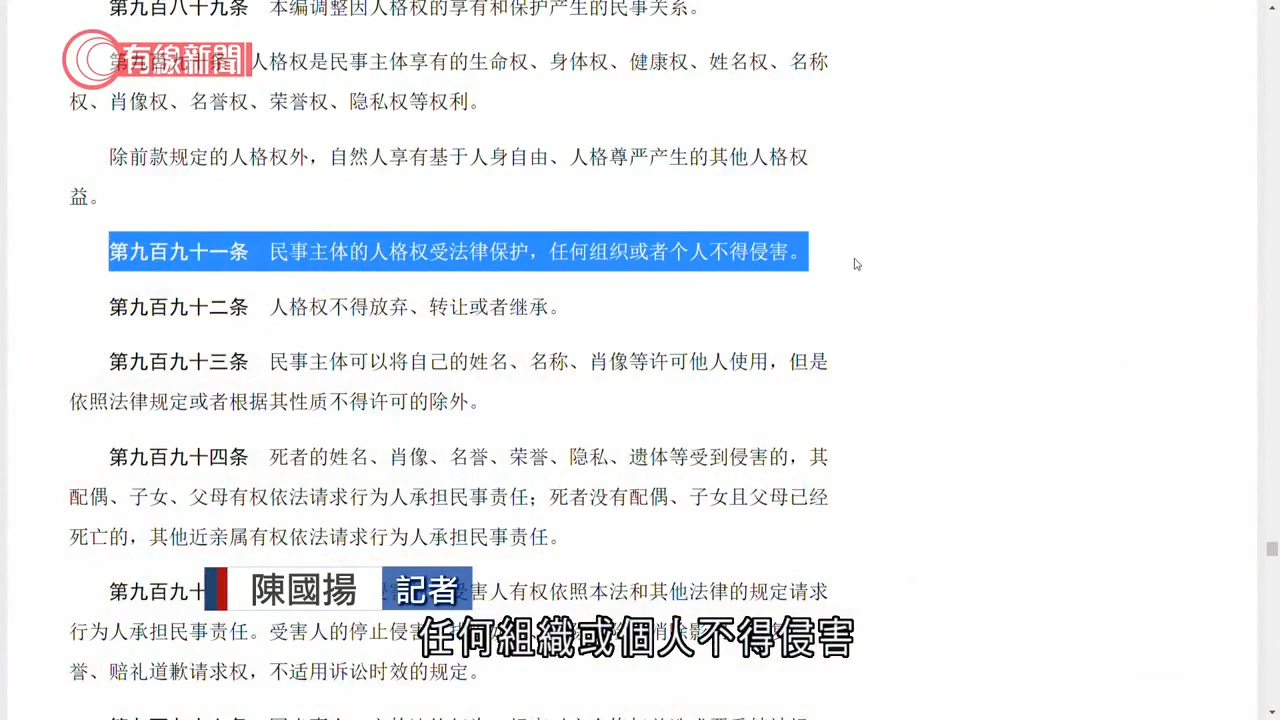 第九百八十九条 本编调整因人格权的享有和保护产生的民事关系。
有線新聞
第九百九十条 人格权是民事主体享有的生命权、身体权、健康权、姓名权、名称
权、肖像权、名誉权、荣誉权、隐私权等权利。
除前款规定的人格权外，自然人享有基于人身自由、人格尊严产生的其他人格权
益。
第九百九十一条 民事主体的人格权受法律保护，任何组织或者个人不得侵害。
第九百九十二条 人格权不得放弃、转让或者继承。
第九百九十三条 民事主体可以将自己的姓名、名称、肖像等许可他人使用，但是
依照法律规定或者根据其性质不得许可的除外。
第九百九十四条 死者的姓名、肖像、名誉、荣誉、隐私、遗体等受到侵害的，其
配偶、子女、父母有权依法请求行为人承担民事责任；死者没有配偶、子女且父母已经
死亡的，其他近亲属有权依法请求行为人承担民事责任。
第九百九十 受害人有权依照本法和其他法律的规定请求
陳國揚 記者
行为人承担民事责任。受害人的停止侵害
任何組織或個人不得侵害
誉、赔礼道歉请求权，不适用诉讼时效的规定。